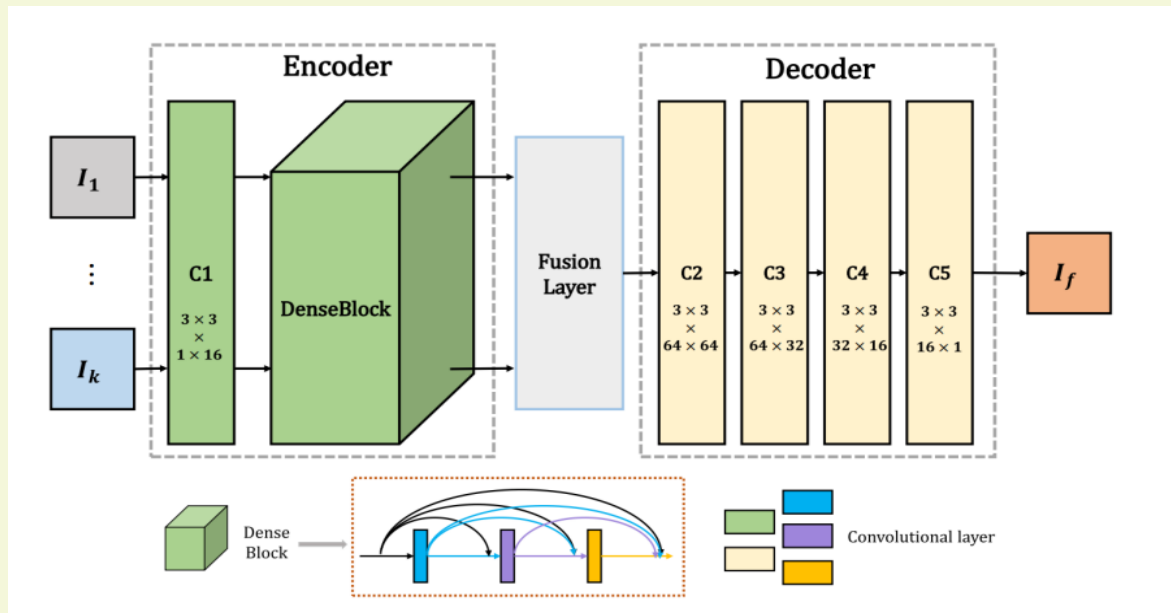 Encoder
Decoder
I₁
⋮
Iₖ
C1
3 × 3
×
1 × 16
DenseBlock
Fusion
Layer
C2
3 × 3
×
64 × 64
C3
3 × 3
×
64 × 32
C4
3 × 3
×
32 × 16
C5
3 × 3
×
16 × 1
I_f
Dense
Block
Convolutional layer